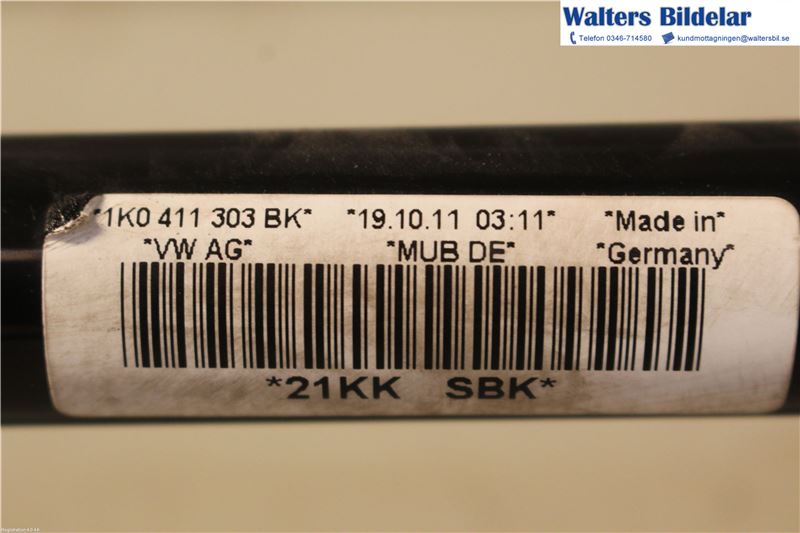 Walters Bildelar
Telefon 0346-714580 kundmottagningen@waltersbil.se
*1K0 411 303 BK* *19.10.11 03:11* *Made in*
*VW AG* *MUB DE* *Germany*
*21KK SBK*